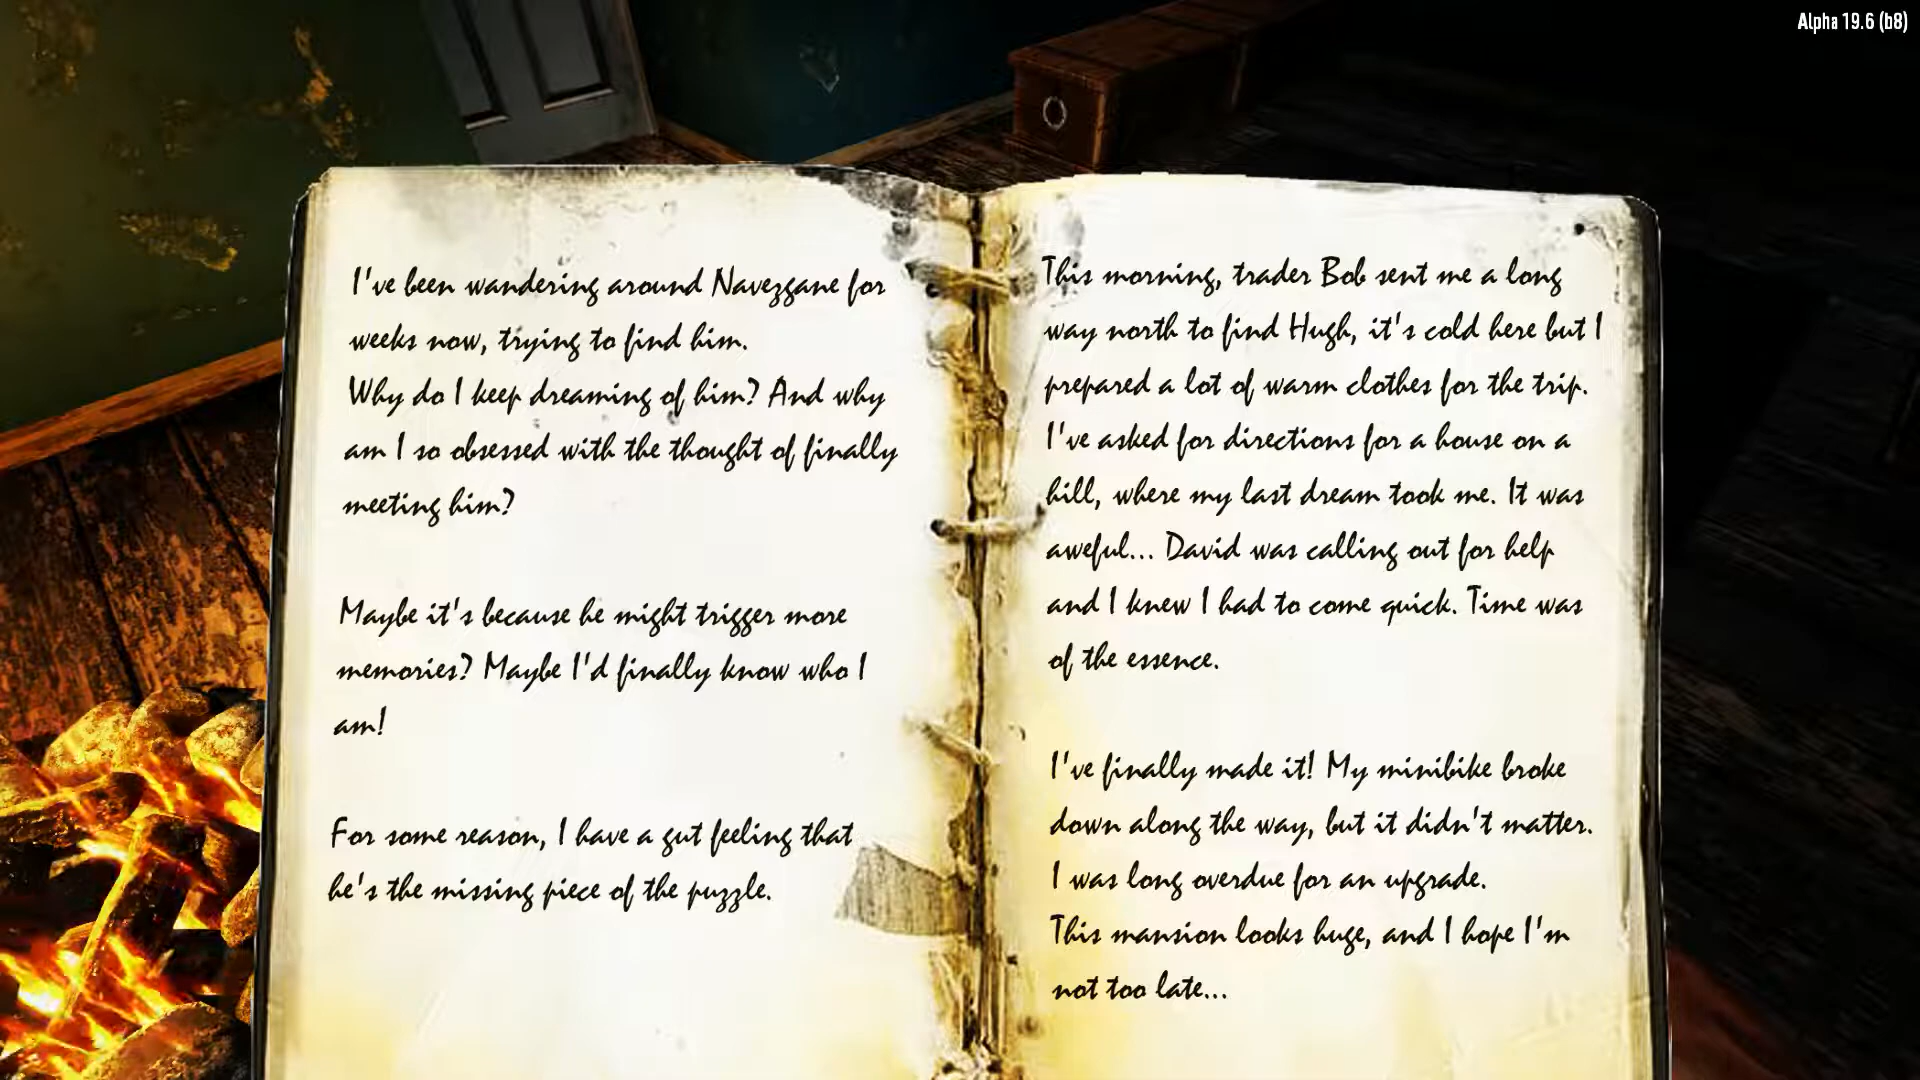 Alpha 19.6 (b8)
I've been wandering around Navezgane for
weeks now, trying to find him.
Why do I keep dreaming of him? And why
am I so obsessed with the thought of finally
meeting him?
Maybe it's because he might trigger more
memories? Maybe I'd finally know who I
am!
For some reason, I have a gut feeling that
he's the missing piece of the puzzle.
This morning, trader Bob sent me a long
way north to find Hugh, it's cold here but I
prepared a lot of warm clothes for the trip.
I've asked for directions for a house on a
hill, where my last dream took me. It was
aweful... David was calling out for help
and I knew I had to come quick. Time was
of the essence.
I've finally made it! My minibike broke
down along the way, but it didn't matter.
I was long overdue for an upgrade.
This mansion looks huge, and I hope I'm
not too late...